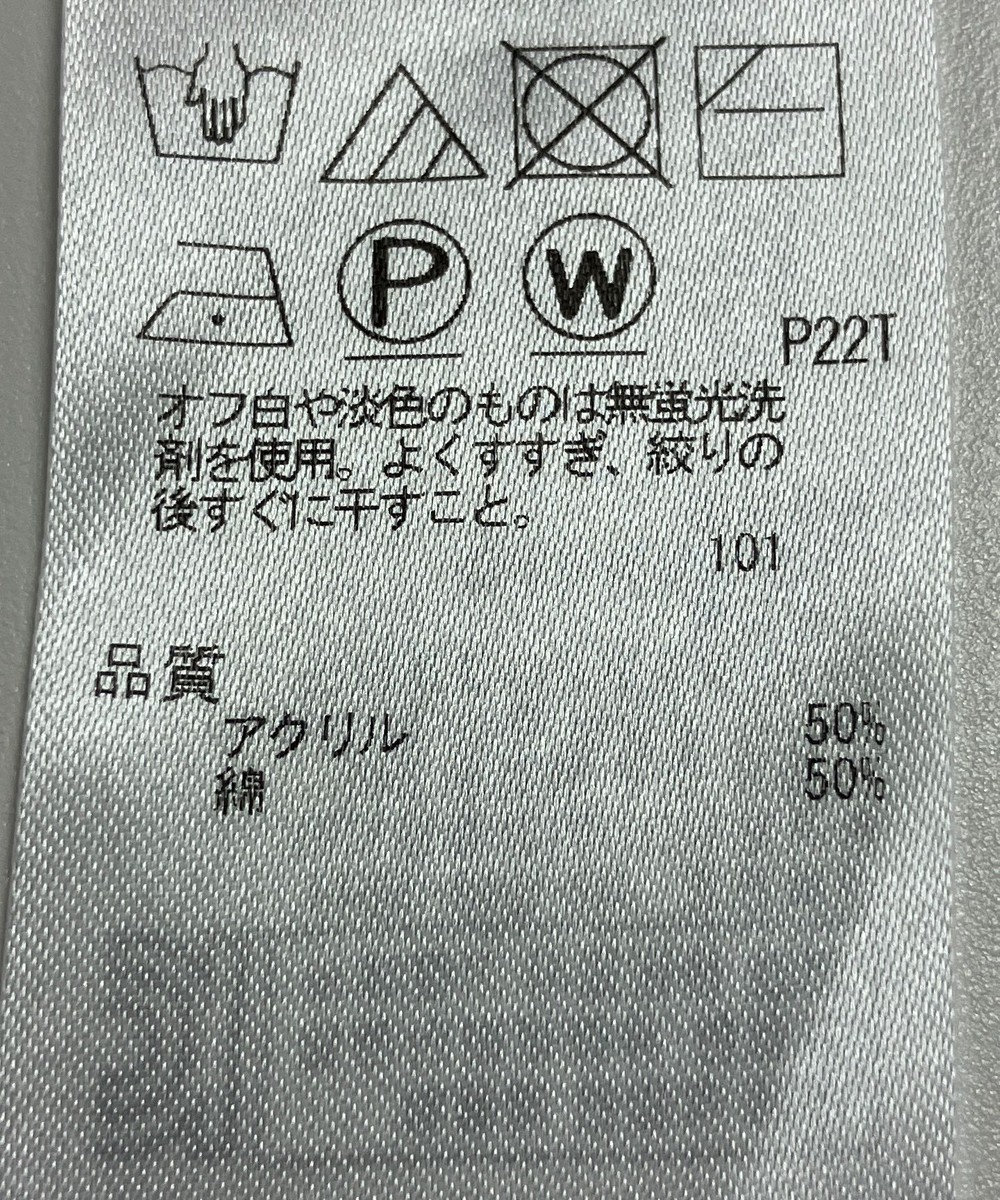 P W P22T
オフ白や淡色のものは無蛍光洗
剤を使用。よくすすぎ、絞りの
後すぐに干すこと。
101
品質
アクリル 50%
綿 50%